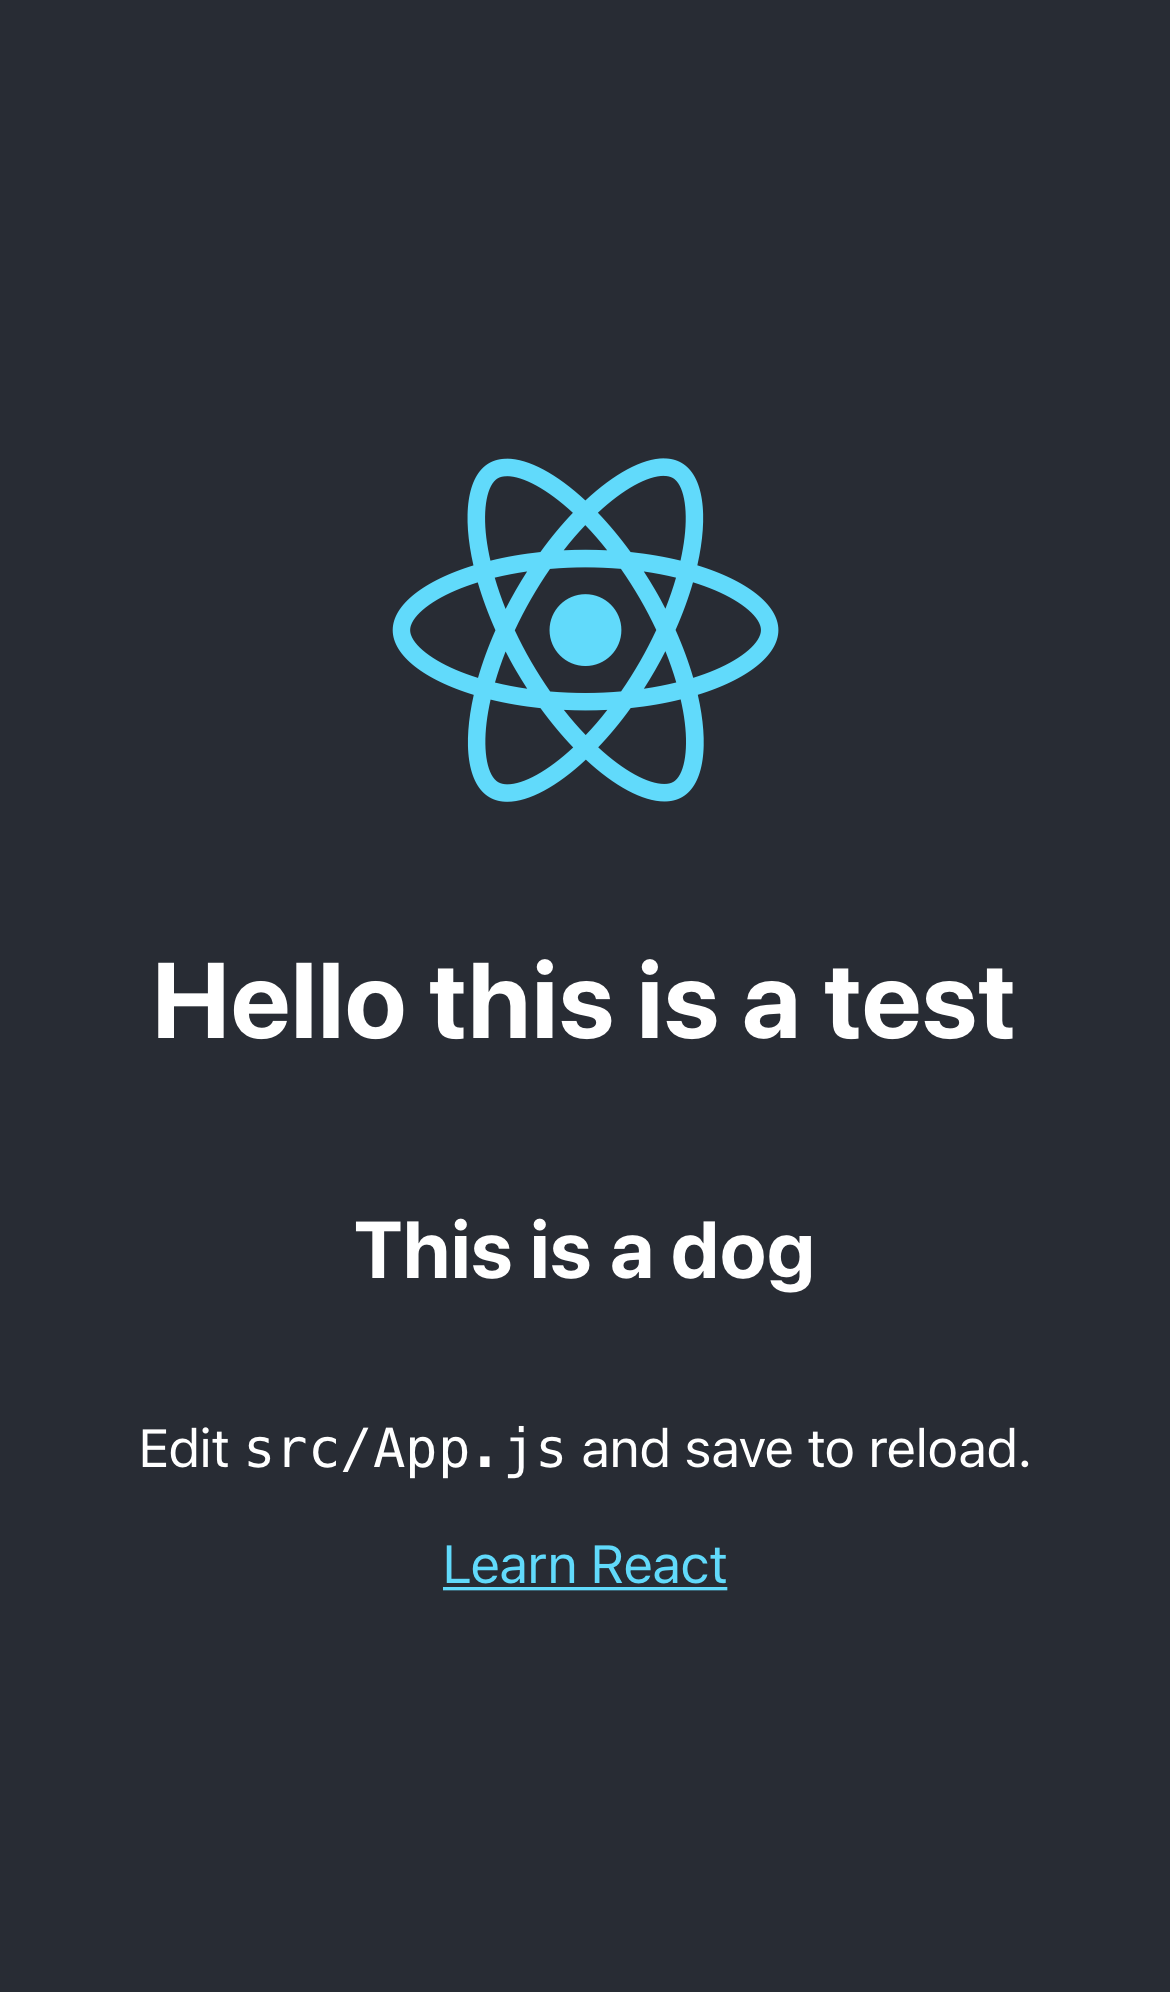 Hello this is a test
This is a dog
Edit src/App.js and save to reload.
Learn React